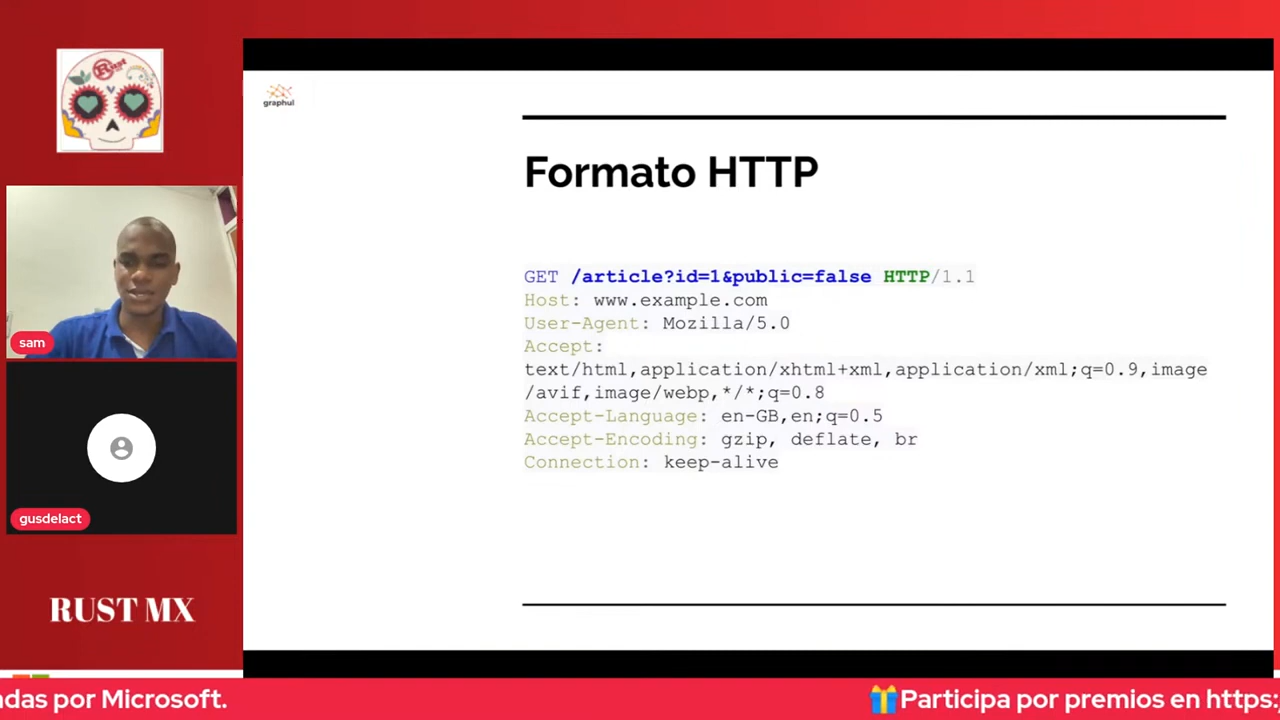 Rust
graphul
Formato HTTP
GET /article?id=1&public=false HTTP/1.1
Host: www.example.com
User-Agent: Mozilla/5.0
Accept:
text/html,application/xhtml+xml,application/xml;q=0.9,image
/avif,image/webp,*/*;q=0.8
Accept-Language: en-GB,en;q=0.5
Accept-Encoding: gzip, deflate, br
Connection: keep-alive
sam
gusdelact
RUST MX
adas por Microsoft.
Participa por premios en https:/